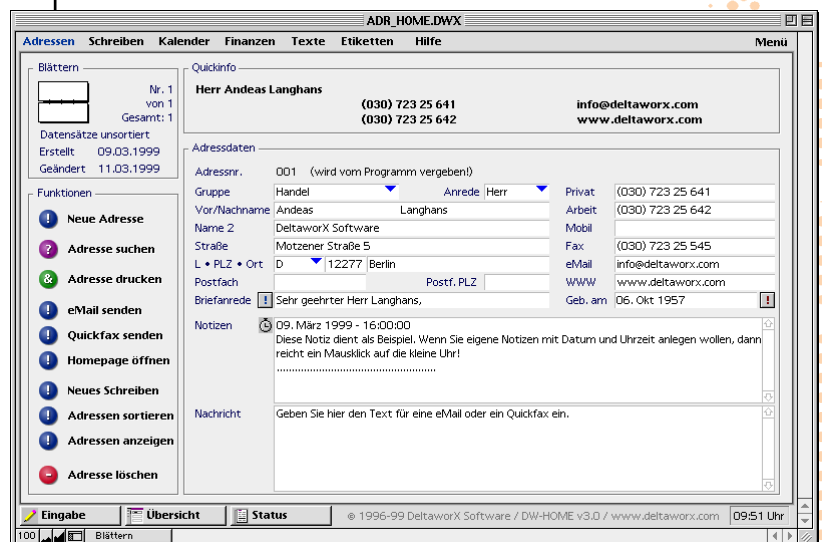 ADR_HOME.DWX
Adressen Schreiben Kalender Finanzen Texte Etiketten Hilfe Menü
Blättern
Nr. 1
von 1
Gesamt: 1
Datensätze unsortiert
Erstellt 09.03.1999
Geändert 11.03.1999
Funktionen
! Neue Adresse
? Adresse suchen
& Adresse drucken
! eMail senden
! Quickfax senden
! Homepage öffnen
! Neues Schreiben
! Adressen sortieren
! Adressen anzeigen
- Adresse löschen
Quickinfo
Herr Andeas Langhans
(030) 723 25 641 info@deltaworx.com
(030) 723 25 642 www.deltaworx.com
Adressdaten
Adressnr. 001 (wird vom Programm vergeben!)
Gruppe Handel Anrede Herr Privat (030) 723 25 641
Vor/Nachname Andeas Langhans Arbeit (030) 723 25 642
Name 2 DeltaworX Software Mobil
Straße Motzener Straße 5 Fax (030) 723 25 545
L • PLZ • Ort D 12277 Berlin eMail info@deltaworx.com
Postfach Postf. PLZ WWW www.deltaworx.com
Briefanrede ! Sehr geehrter Herr Langhans, Geb. am 06. Okt 1957 !
Notizen 09. März 1999 - 16:00:00
Diese Notiz dient als Beispiel. Wenn Sie eigene Notizen mit Datum und Uhrzeit anlegen wollen, dann
reicht ein Mausklick auf die kleine Uhr!
Nachricht Geben Sie hier den Text für eine eMail oder ein Quickfax ein.
Eingabe Übersicht Status © 1996-99 DeltaworX Software / DW-HOME v3.0 / www.deltaworx.com 09:51 Uhr
100 Blättern